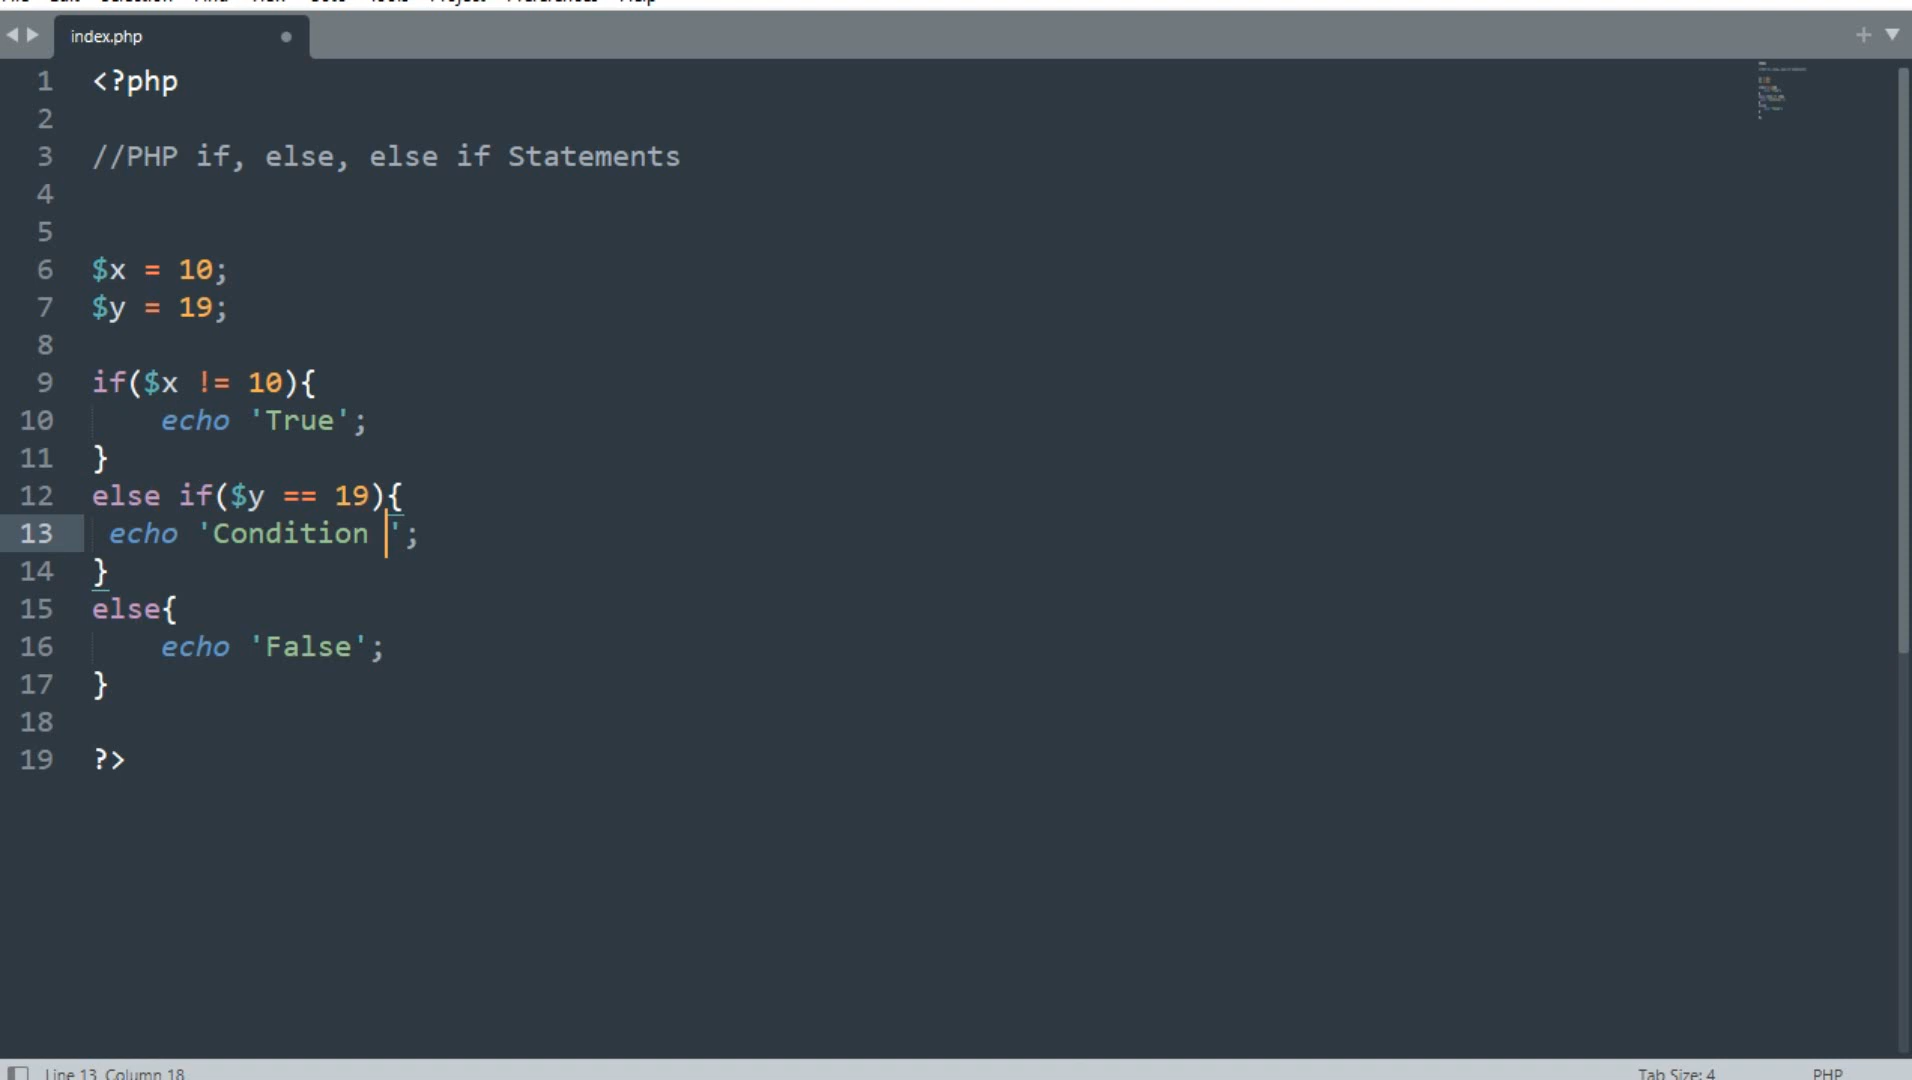 index.php
1 <?php
2
3 //PHP if, else, else if Statements
4
5
6 $x = 10;
7 $y = 19;
8
9 if($x != 10){
10 echo 'True';
11 }
12 else if($y == 19){
13 echo 'Condition ';
14 }
15 else{
16 echo 'False';
17 }
18
19 ?>
Line 13, Column 18 Tab Size: 4 PHP